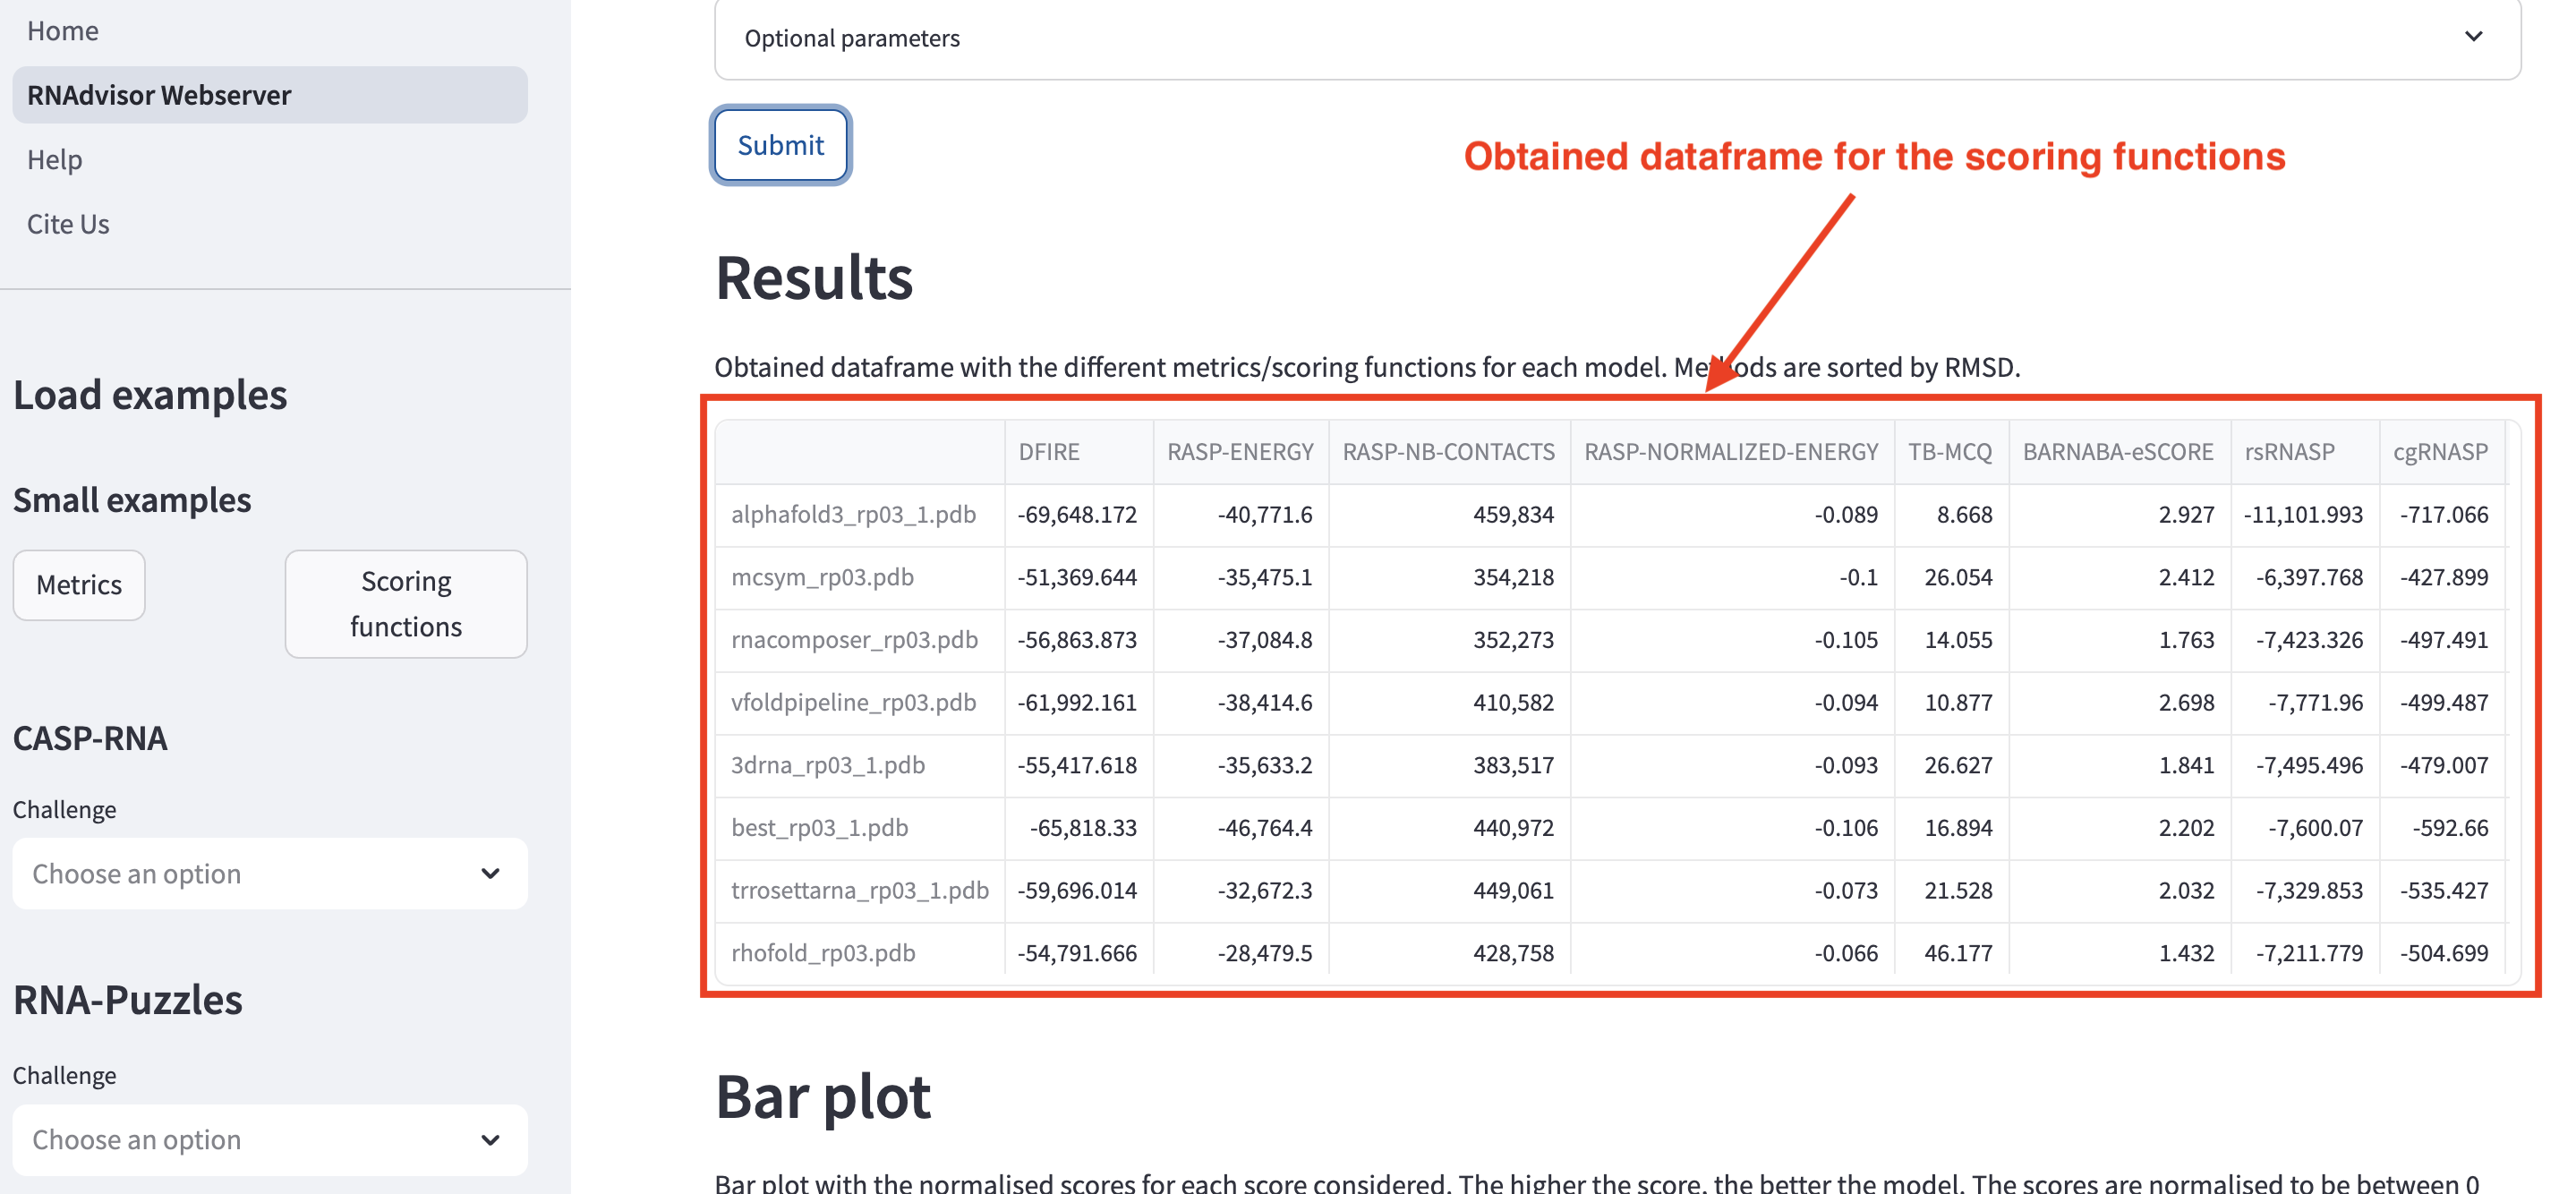 Home
RNAdvisor Webserver
Help
Cite Us
Load examples
Small examples
Metrics
Scoring
functions
CASP-RNA
Challenge
Choose an option
RNA-Puzzles
Challenge
Choose an option
Optional parameters
Submit
Obtained dataframe for the scoring functions
Results
Obtained dataframe with the different metrics/scoring functions for each model. Methods are sorted by RMSD.
DFIRE RASP-ENERGY RASP-NB-CONTACTS RASP-NORMALIZED-ENERGY TB-MCQ BARNABA-eSCORE rsRNASP cgRNASP
alphafold3_rp03_1.pdb -69,648.172 -40,771.6 459,834 -0.089 8.668 2.927 -11,101.993 -717.066
mcsym_rp03.pdb -51,369.644 -35,475.1 354,218 -0.1 26.054 2.412 -6,397.768 -427.899
rnacomposer_rp03.pdb -56,863.873 -37,084.8 352,273 -0.105 14.055 1.763 -7,423.326 -497.491
vfoldpipeline_rp03.pdb -61,992.161 -38,414.6 410,582 -0.094 10.877 2.698 -7,771.96 -499.487
3drna_rp03_1.pdb -55,417.618 -35,633.2 383,517 -0.093 26.627 1.841 -7,495.496 -479.007
best_rp03_1.pdb -65,818.33 -46,764.4 440,972 -0.106 16.894 2.202 -7,600.07 -592.66
trrosettarna_rp03_1.pdb -59,696.014 -32,672.3 449,061 -0.073 21.528 2.032 -7,329.853 -535.427
rhofold_rp03.pdb -54,791.666 -28,479.5 428,758 -0.066 46.177 1.432 -7,211.779 -504.699
Bar plot
Bar plot with the normalised scores for each score considered. The higher the score, the better the model. The scores are normalised to be between 0